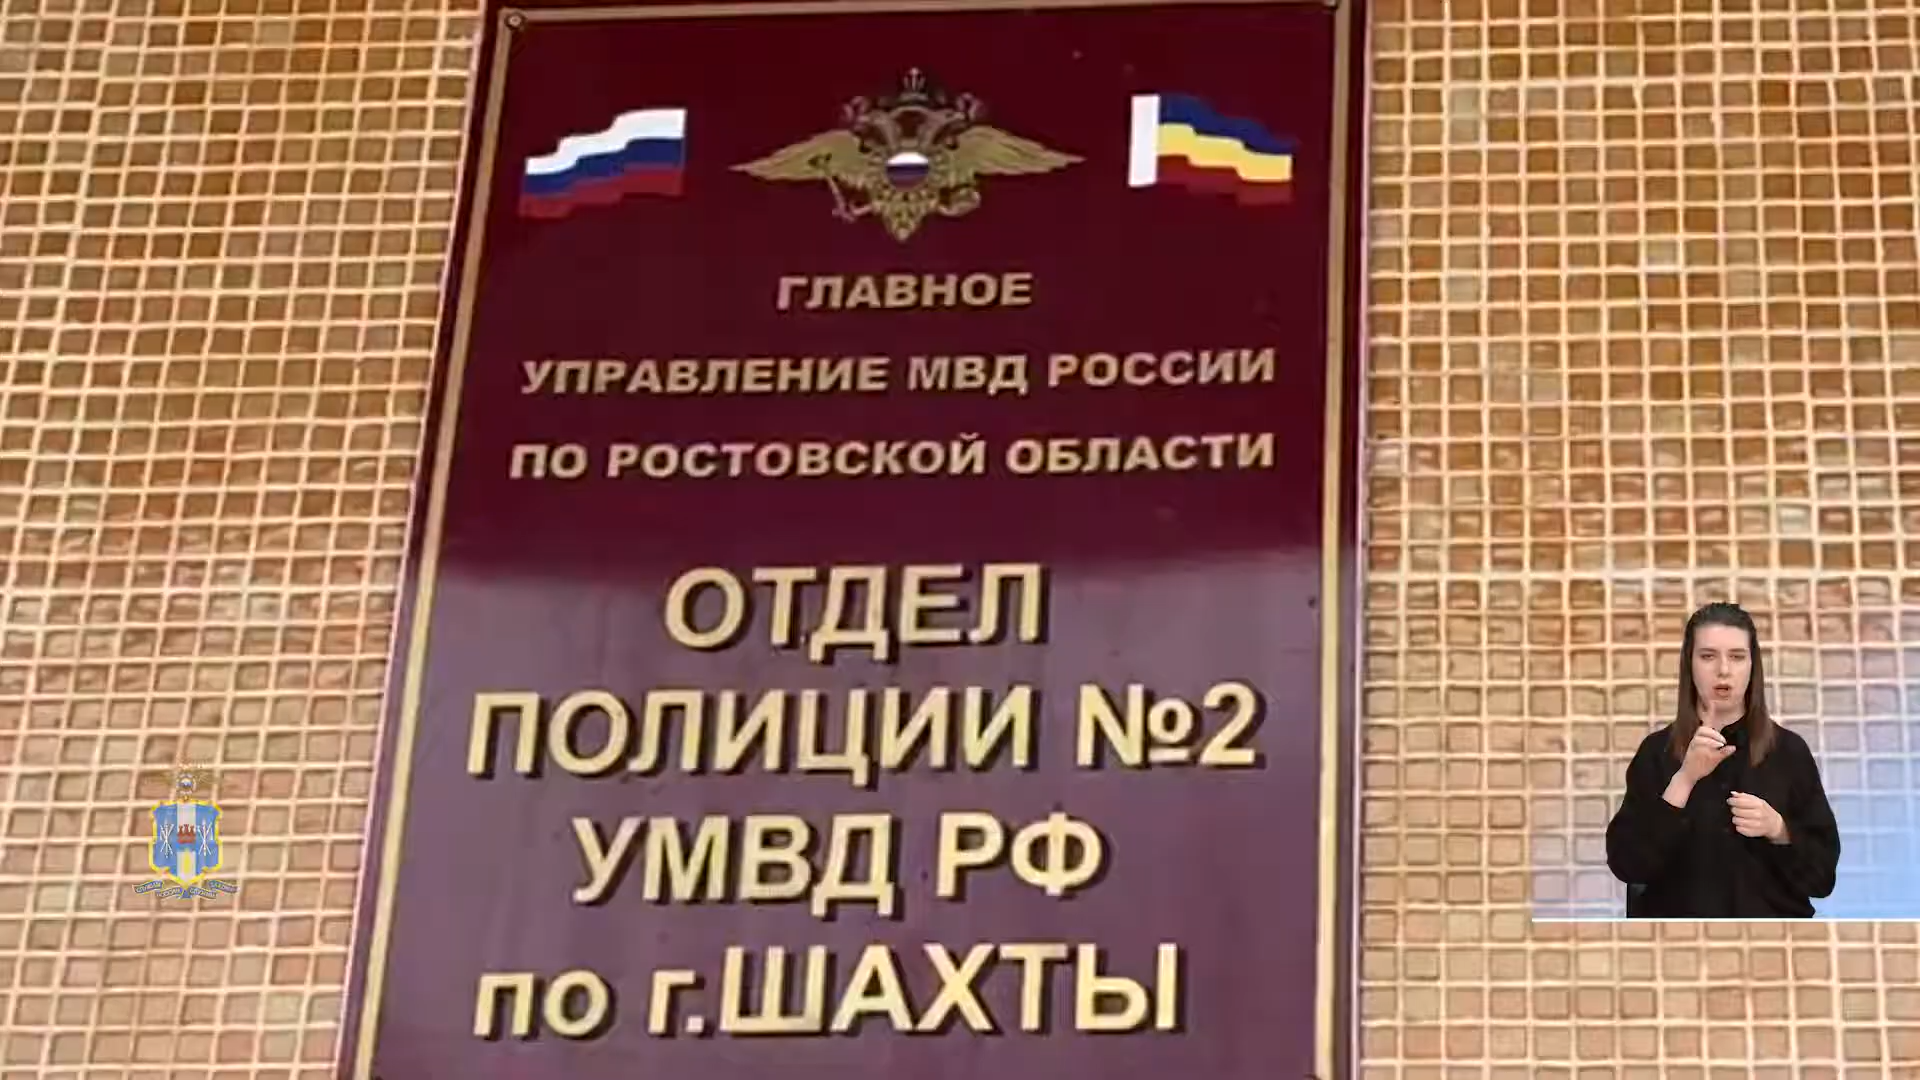 ГЛАВНОЕ
УПРАВЛЕНИЕ МВД РОССИИ
ПО РОСТОВСКОЙ ОБЛАСТИ
ОТДЕЛ
ПОЛИЦИИ №2
УМВД РФ
по г.ШАХТЫ